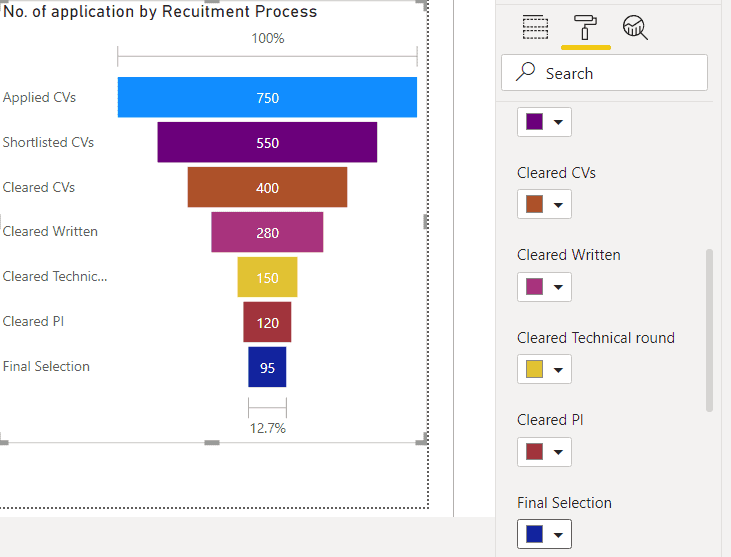 No. of application by Recuitment Process
100%
Applied CVs 750
Shortlisted CVs 550
Cleared CVs 400
Cleared Written 280
Cleared Technic... 150
Cleared PI 120
Final Selection 95
12.7%
Search
Cleared CVs
Cleared Written
Cleared Technical round
Cleared PI
Final Selection